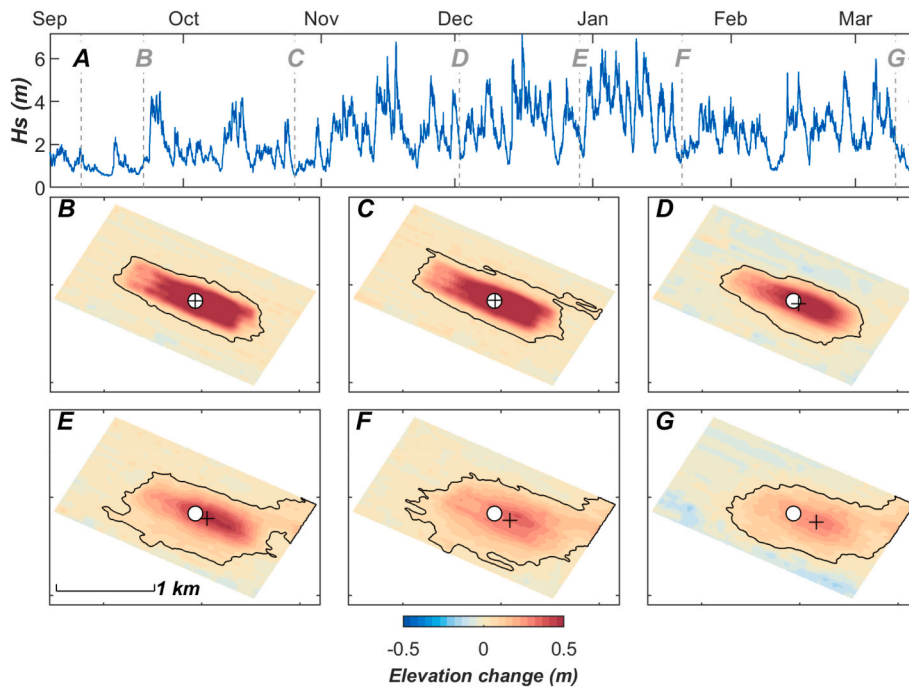 Sep Oct Nov Dec Jan Feb Mar
A B C D E F G
6
4
2
0
Hs (m)
B C D
E F G
1 km
-0.5 0 0.5
Elevation change (m)